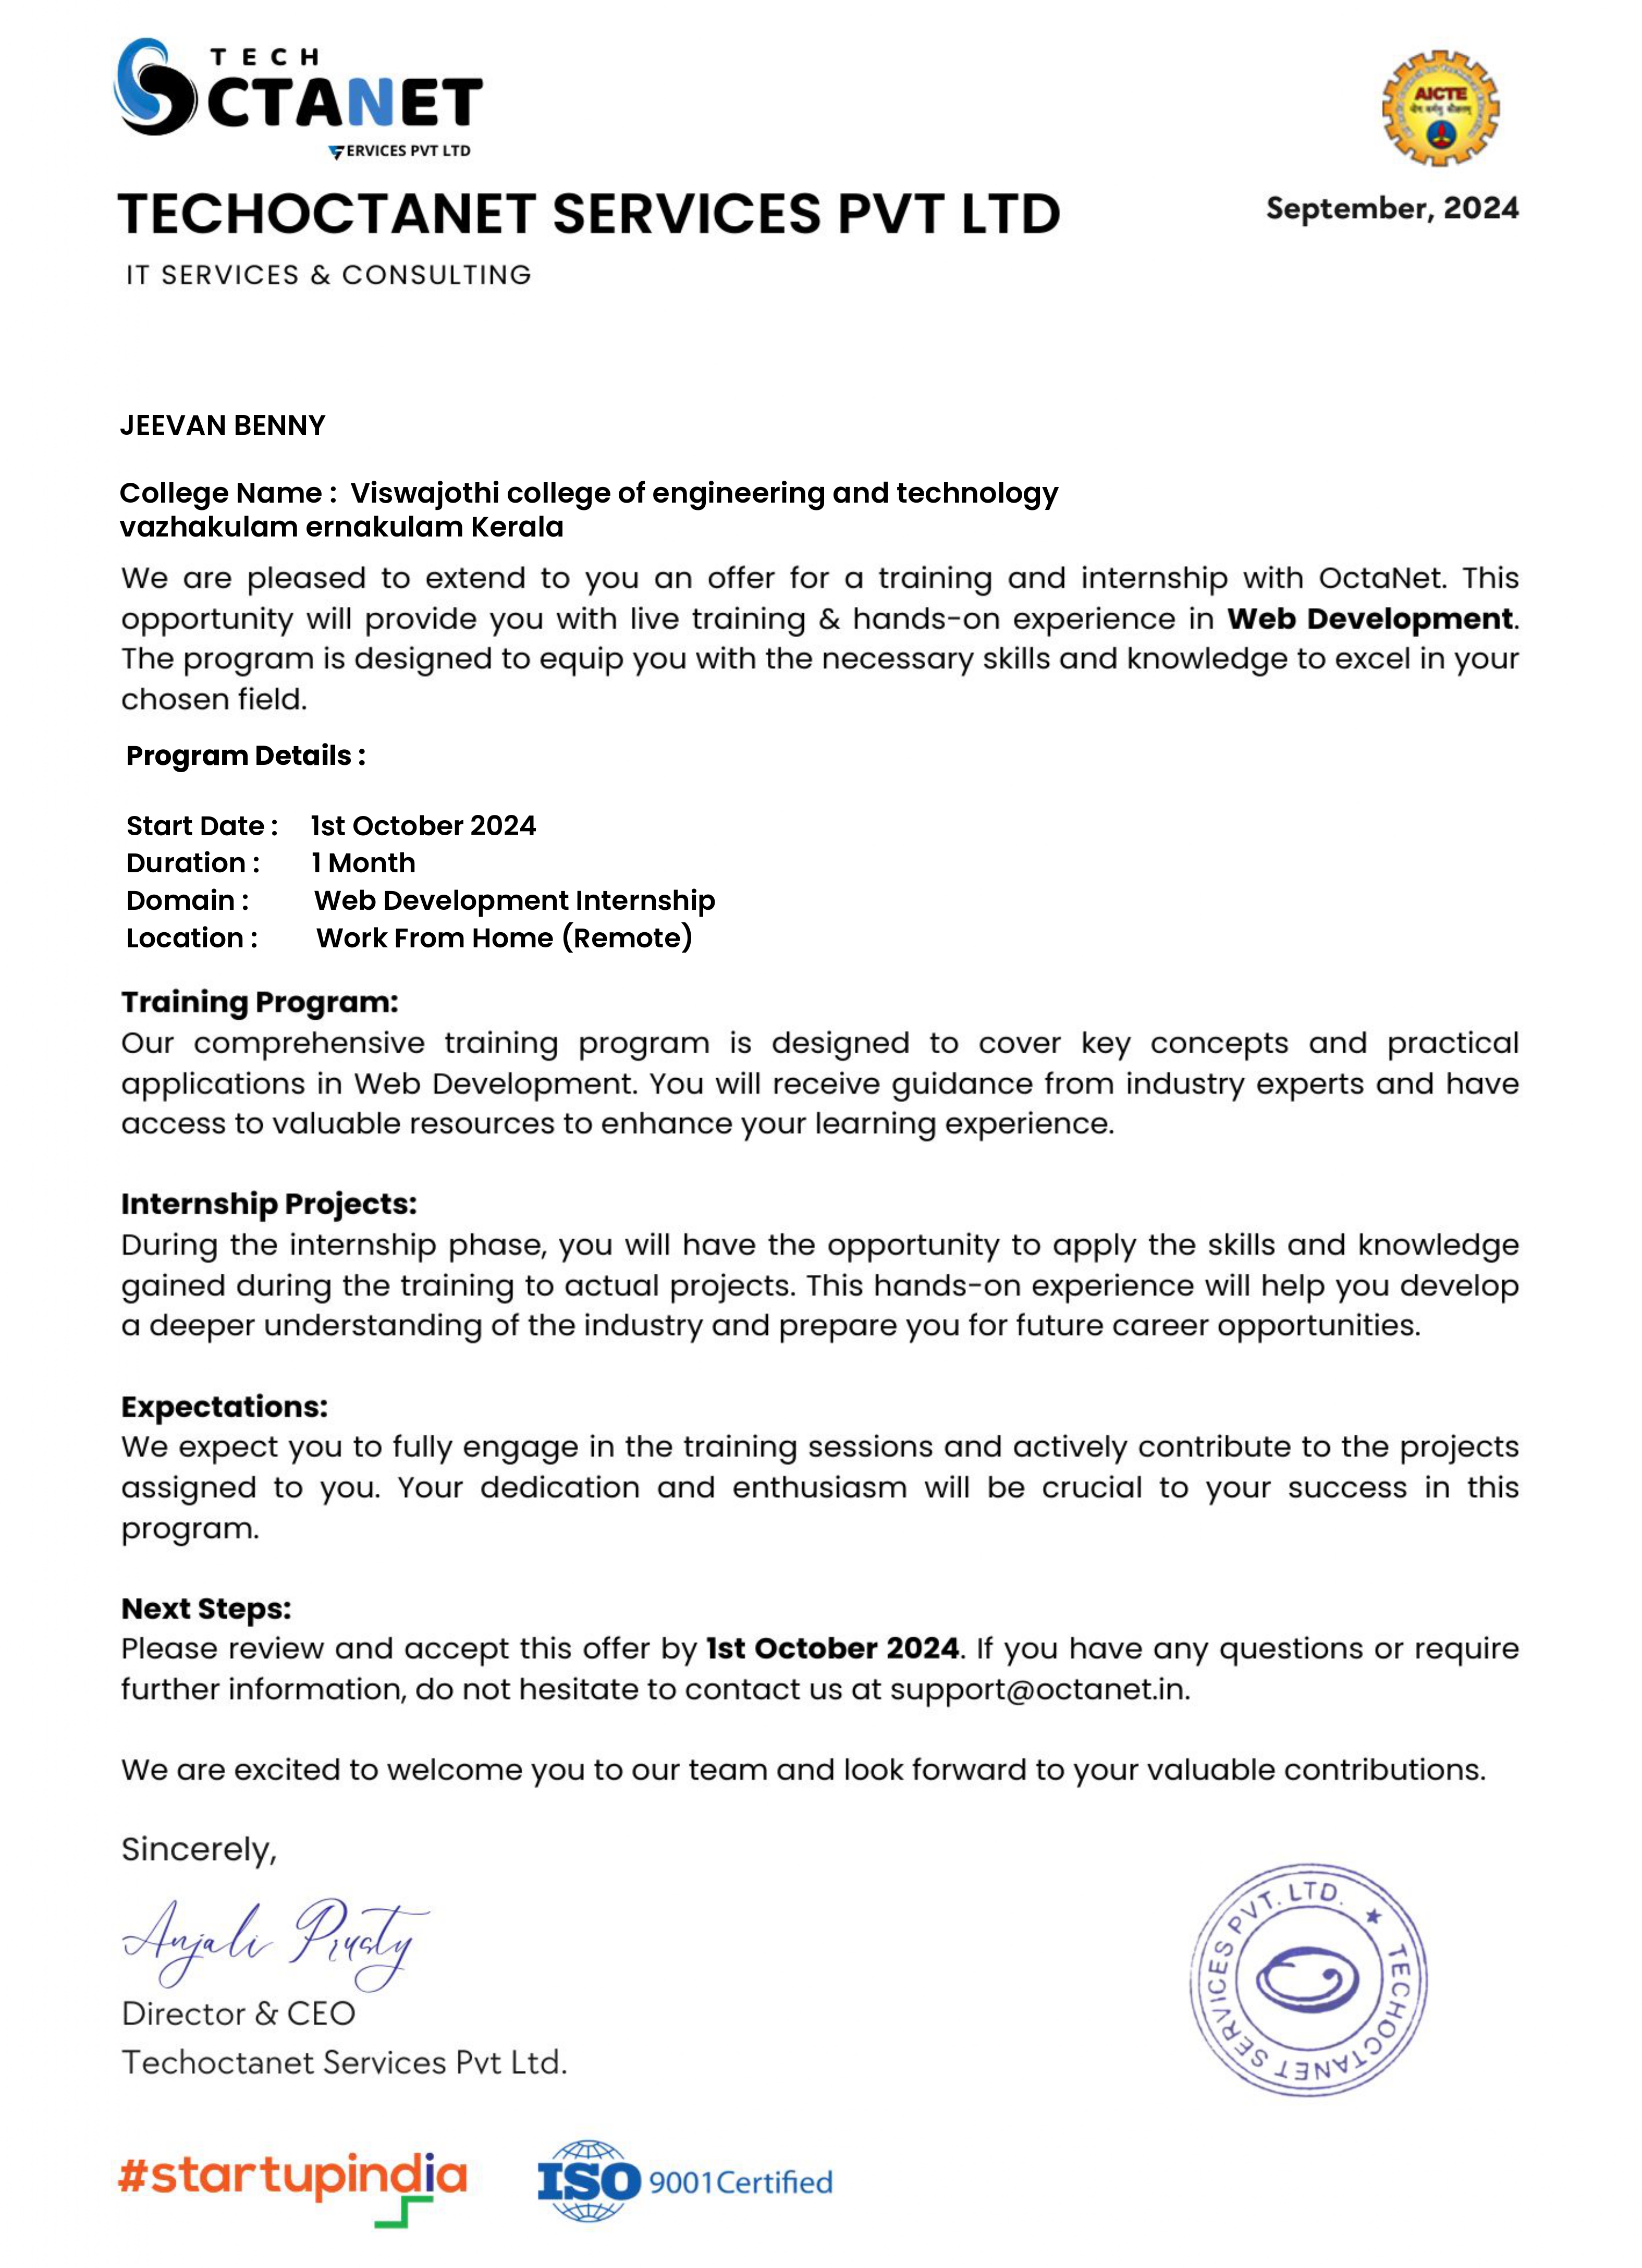 TECH
OCTANET
SERVICES PVT LTD
AICTE
TECHOCTANET SERVICES PVT LTD
September, 2024
IT SERVICES & CONSULTING
JEEVAN BENNY
College Name : Viswajothi college of engineering and technology
vazhakulam ernakulam Kerala
We are pleased to extend to you an offer for a training and internship with OctaNet. This
opportunity will provide you with live training & hands-on experience in Web Development.
The program is designed to equip you with the necessary skills and knowledge to excel in your
chosen field.
Program Details :
Start Date : 1st October 2024
Duration : 1 Month
Domain : Web Development Internship
Location : Work From Home (Remote)
Training Program:
Our comprehensive training program is designed to cover key concepts and practical
applications in Web Development. You will receive guidance from industry experts and have
access to valuable resources to enhance your learning experience.
Internship Projects:
During the internship phase, you will have the opportunity to apply the skills and knowledge
gained during the training to actual projects. This hands-on experience will help you develop
a deeper understanding of the industry and prepare you for future career opportunities.
Expectations:
We expect you to fully engage in the training sessions and actively contribute to the projects
assigned to you. Your dedication and enthusiasm will be crucial to your success in this
program.
Next Steps:
Please review and accept this offer by 1st October 2024. If you have any questions or require
further information, do not hesitate to contact us at support@octanet.in.
We are excited to welcome you to our team and look forward to your valuable contributions.
Sincerely,
Anjali Prusty
Director & CEO
Techoctanet Services Pvt Ltd.
TECHOCTANET SERVICES PVT. LTD. ★
#startupindia
ISO 9001 Certified